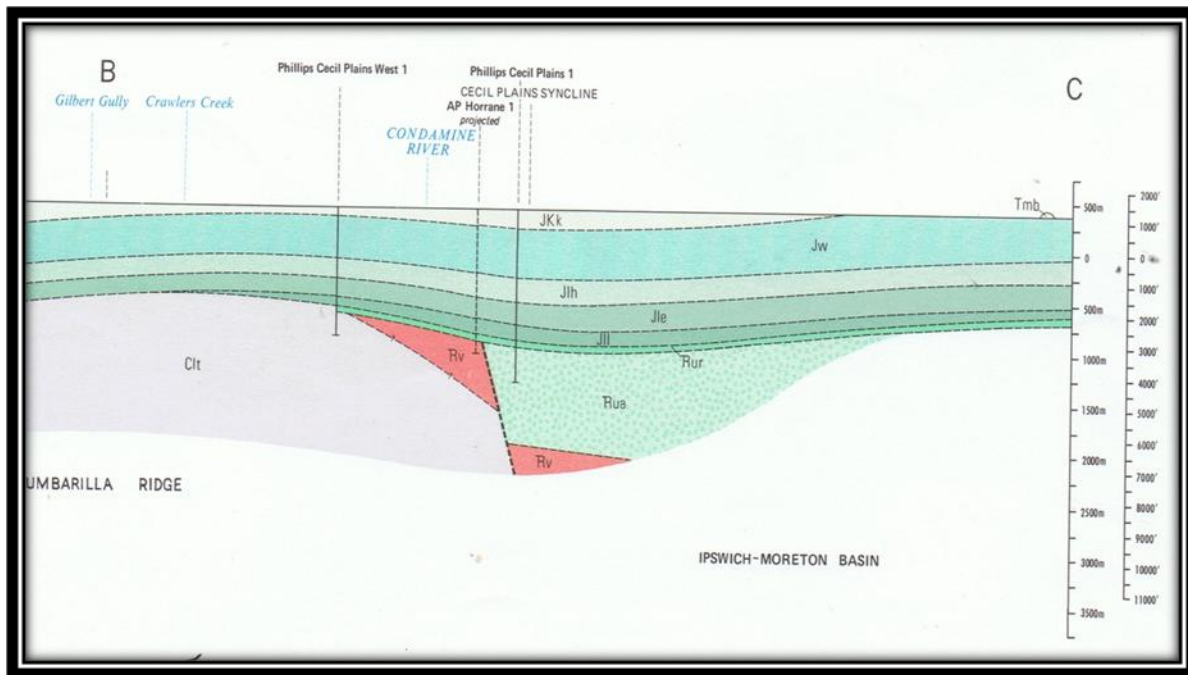 B
C
Phillips Cecil Plains West 1
Phillips Cecil Plains 1
CECIL PLAINS SYNCLINE
AP Horrane 1
projected
Gilbert Gully
Crawlers Creek
CONDAMINE
RIVER
Tmb
JKk
Jw
Jlh
Jle
Jll
Rur
Clt
Rv
Rua
Rv
UMBARILLA RIDGE
IPSWICH-MORETON BASIN
500m
0
500m
1000m
1500m
2000m
2500m
3000m
3500m
2000'
1000'
0
1000'
2000'
3000'
4000'
5000'
6000'
7000'
8000'
9000'
10000'
11000'